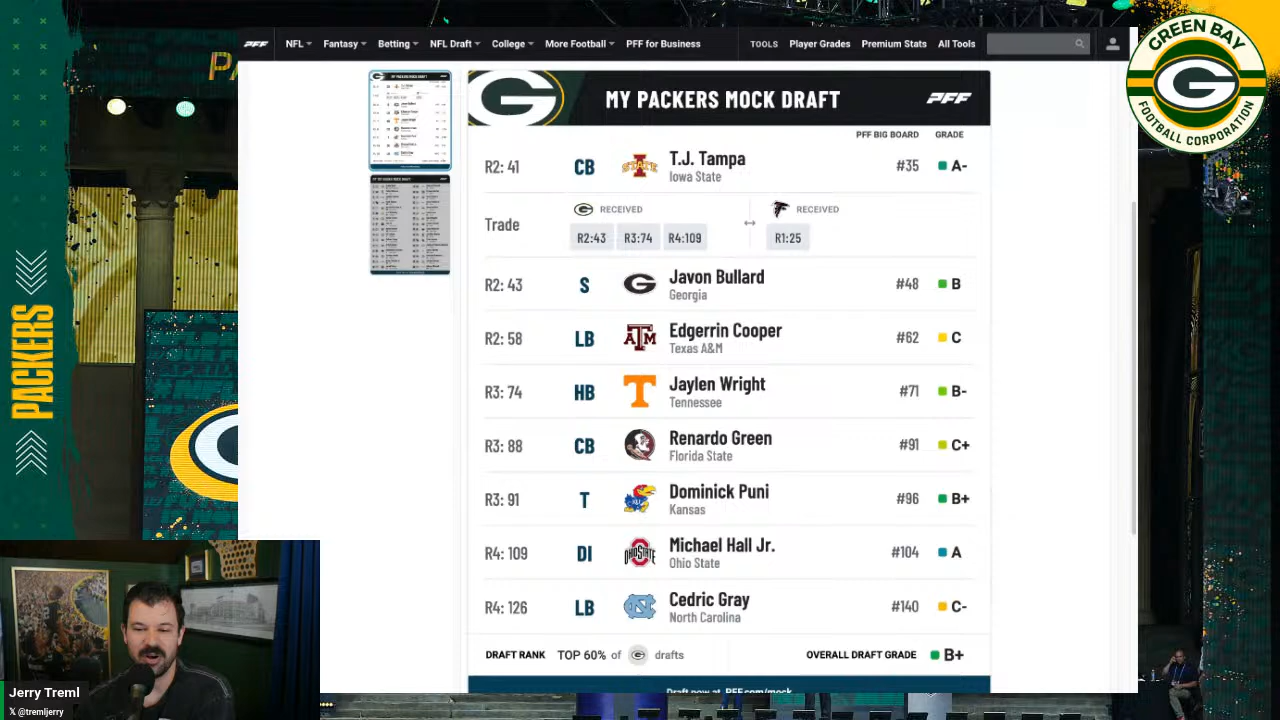 PFF NFL Fantasy Betting NFL Draft College More Football PFF for Business TOOLS Player Grades Premium Stats All Tools
GREEN BAY
G
FOOTBALL CORPORATION
PACKERS
MY PACKERS MOCK DRAFT PFF
PFF BIG BOARD GRADE
R2: 41 CB T.J. Tampa #35 A-
Iowa State
Trade RECEIVED RECEIVED
R2:43 R3:74 R4:109 R1:25
R2: 43 S Javon Bullard #48 B
Georgia
R2: 58 LB Edgerrin Cooper #62 C
Texas A&M
R3: 74 HB Jaylen Wright #71 B-
Tennessee
R3: 88 CB Renardo Green #91 C+
Florida State
R3: 91 T Dominick Puni #96 B+
Kansas
R4: 109 DI Michael Hall Jr. #104 A
Ohio State
R4: 126 LB Cedric Gray #140 C-
North Carolina
DRAFT RANK TOP 60% of drafts OVERALL DRAFT GRADE B+
Draft now at PFF.com/mock
Jerry Treml
X @tremljerry